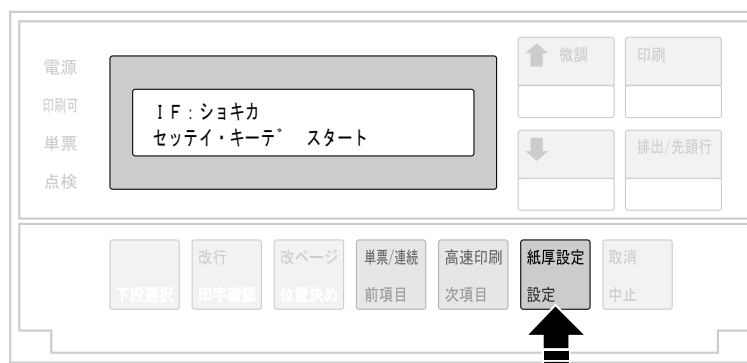 電源
印刷可
単票
点検
ＩＦ：ショキカ
セッテイ・キーデ゛　スタート
微調
印刷
排出/先頭行
下段選択
改行
印字確認
改ページ
位置決め
単票/連続
前項目
高速印刷
次項目
紙厚設定
設定
取消
中止